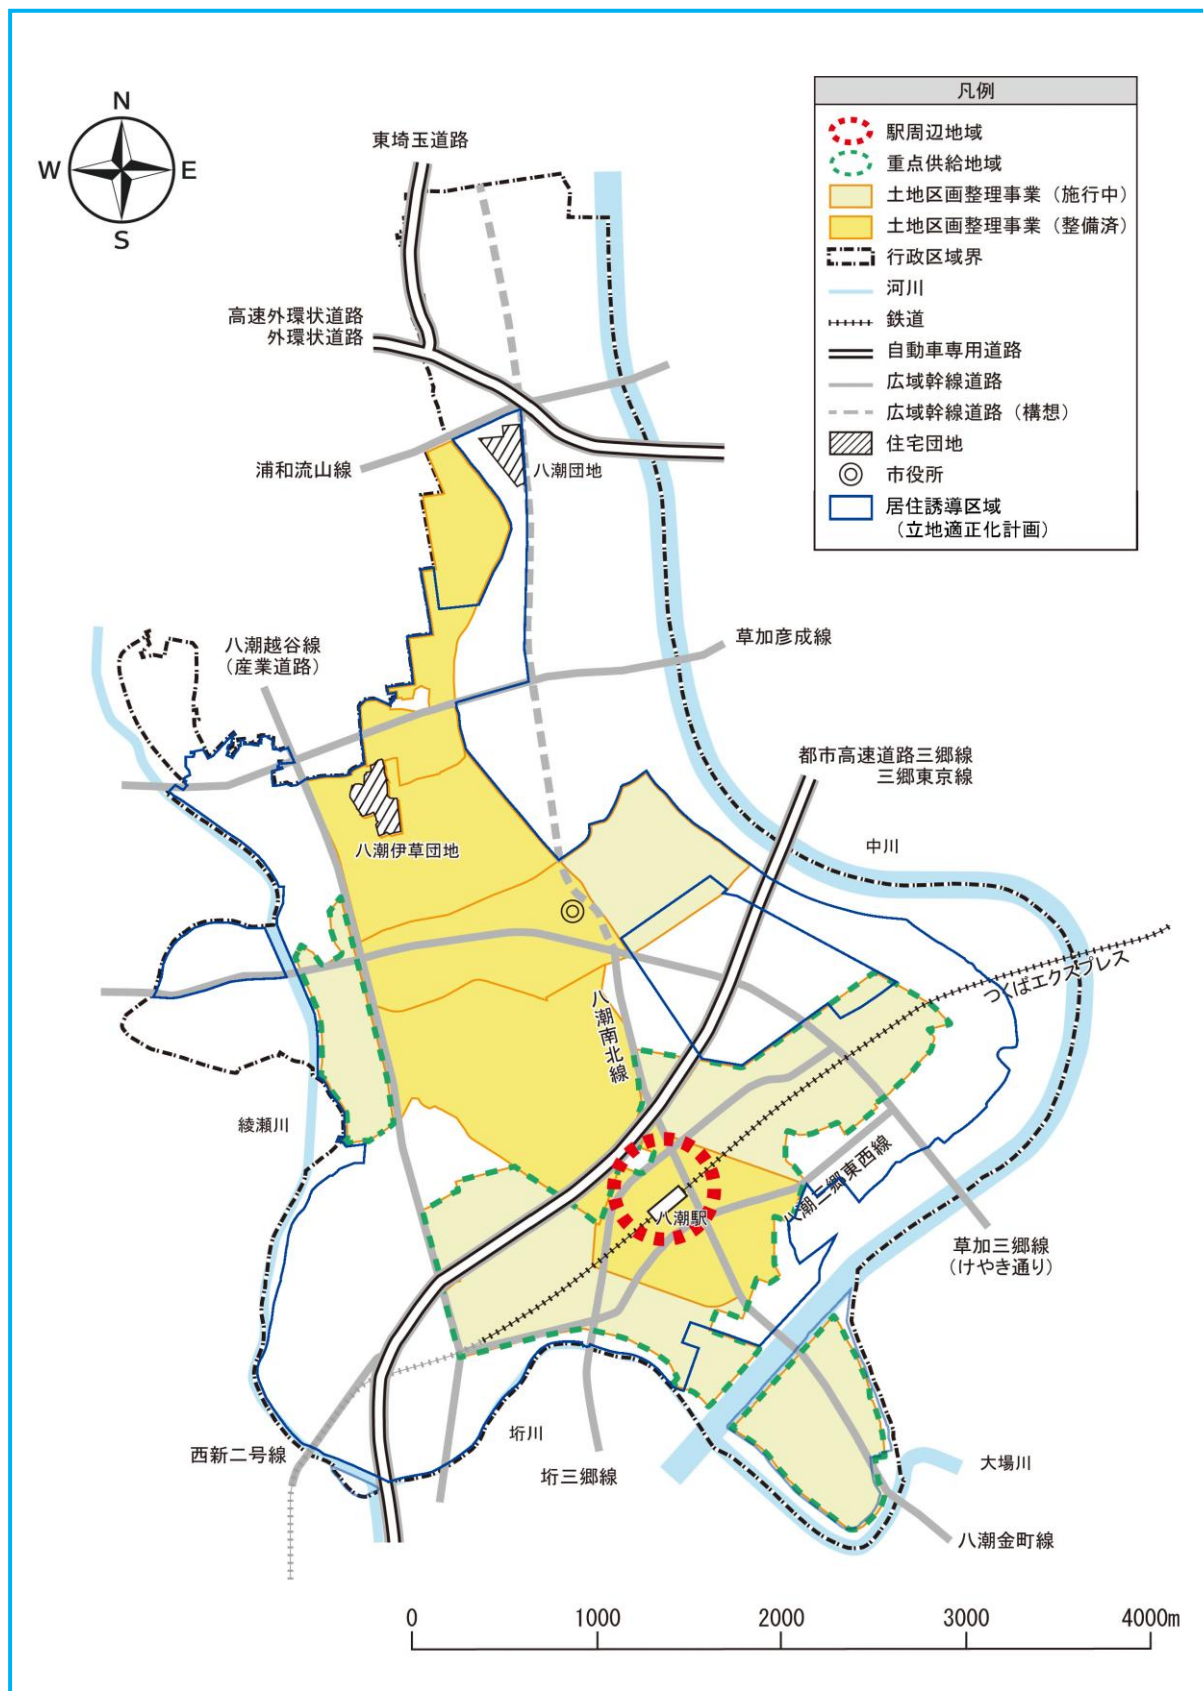 N
W
E
S
凡例
駅周辺地域
重点供給地域
土地区画整理事業（施行中）
土地区画整理事業（整備済）
行政区域界
河川
鉄道
自動車専用道路
広域幹線道路
広域幹線道路（構想）
住宅団地
市役所
居住誘導区域
（立地適正化計画）
東埼玉道路
高速外環状道路
外環状道路
浦和流山線
八潮団地
八潮越谷線
（産業道路）
草加彦成線
都市高速道路三郷線
三郷東京線
中川
八潮伊草団地
つくばエクスプレス
八潮南北線
綾瀬川
八潮三郷東西線
八潮駅
草加三郷線
（けやき通り）
西新二号線
垳川
垳三郷線
大場川
八潮金町線
0
1000
2000
3000
4000m